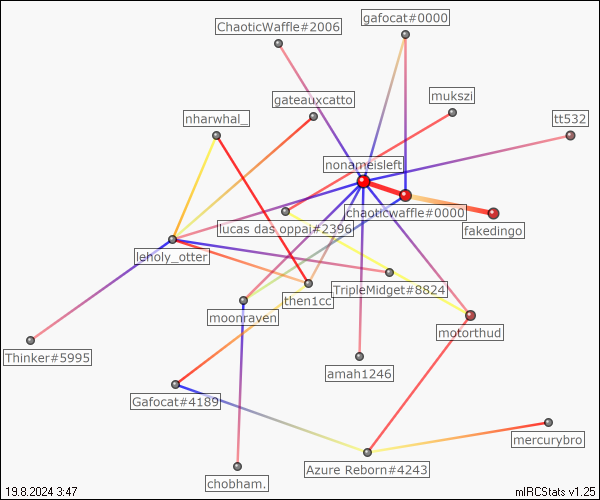 ChaoticWaffle#2006
gafocat#0000
gateauxcatto
mukszi
nharwhal_
tt532
nonameisleft
chaoticwaffle#0000
lucas das oppai#2396
fakedingo
leholy_otter
TripleMidget#8824
then1cc
moonraven
motorthud
Thinker#5995
amah1246
Gafocat#4189
mercurybro
Azure Reborn#4243
chobham.
19.8.2024 3:47
mIRCStats v1.25